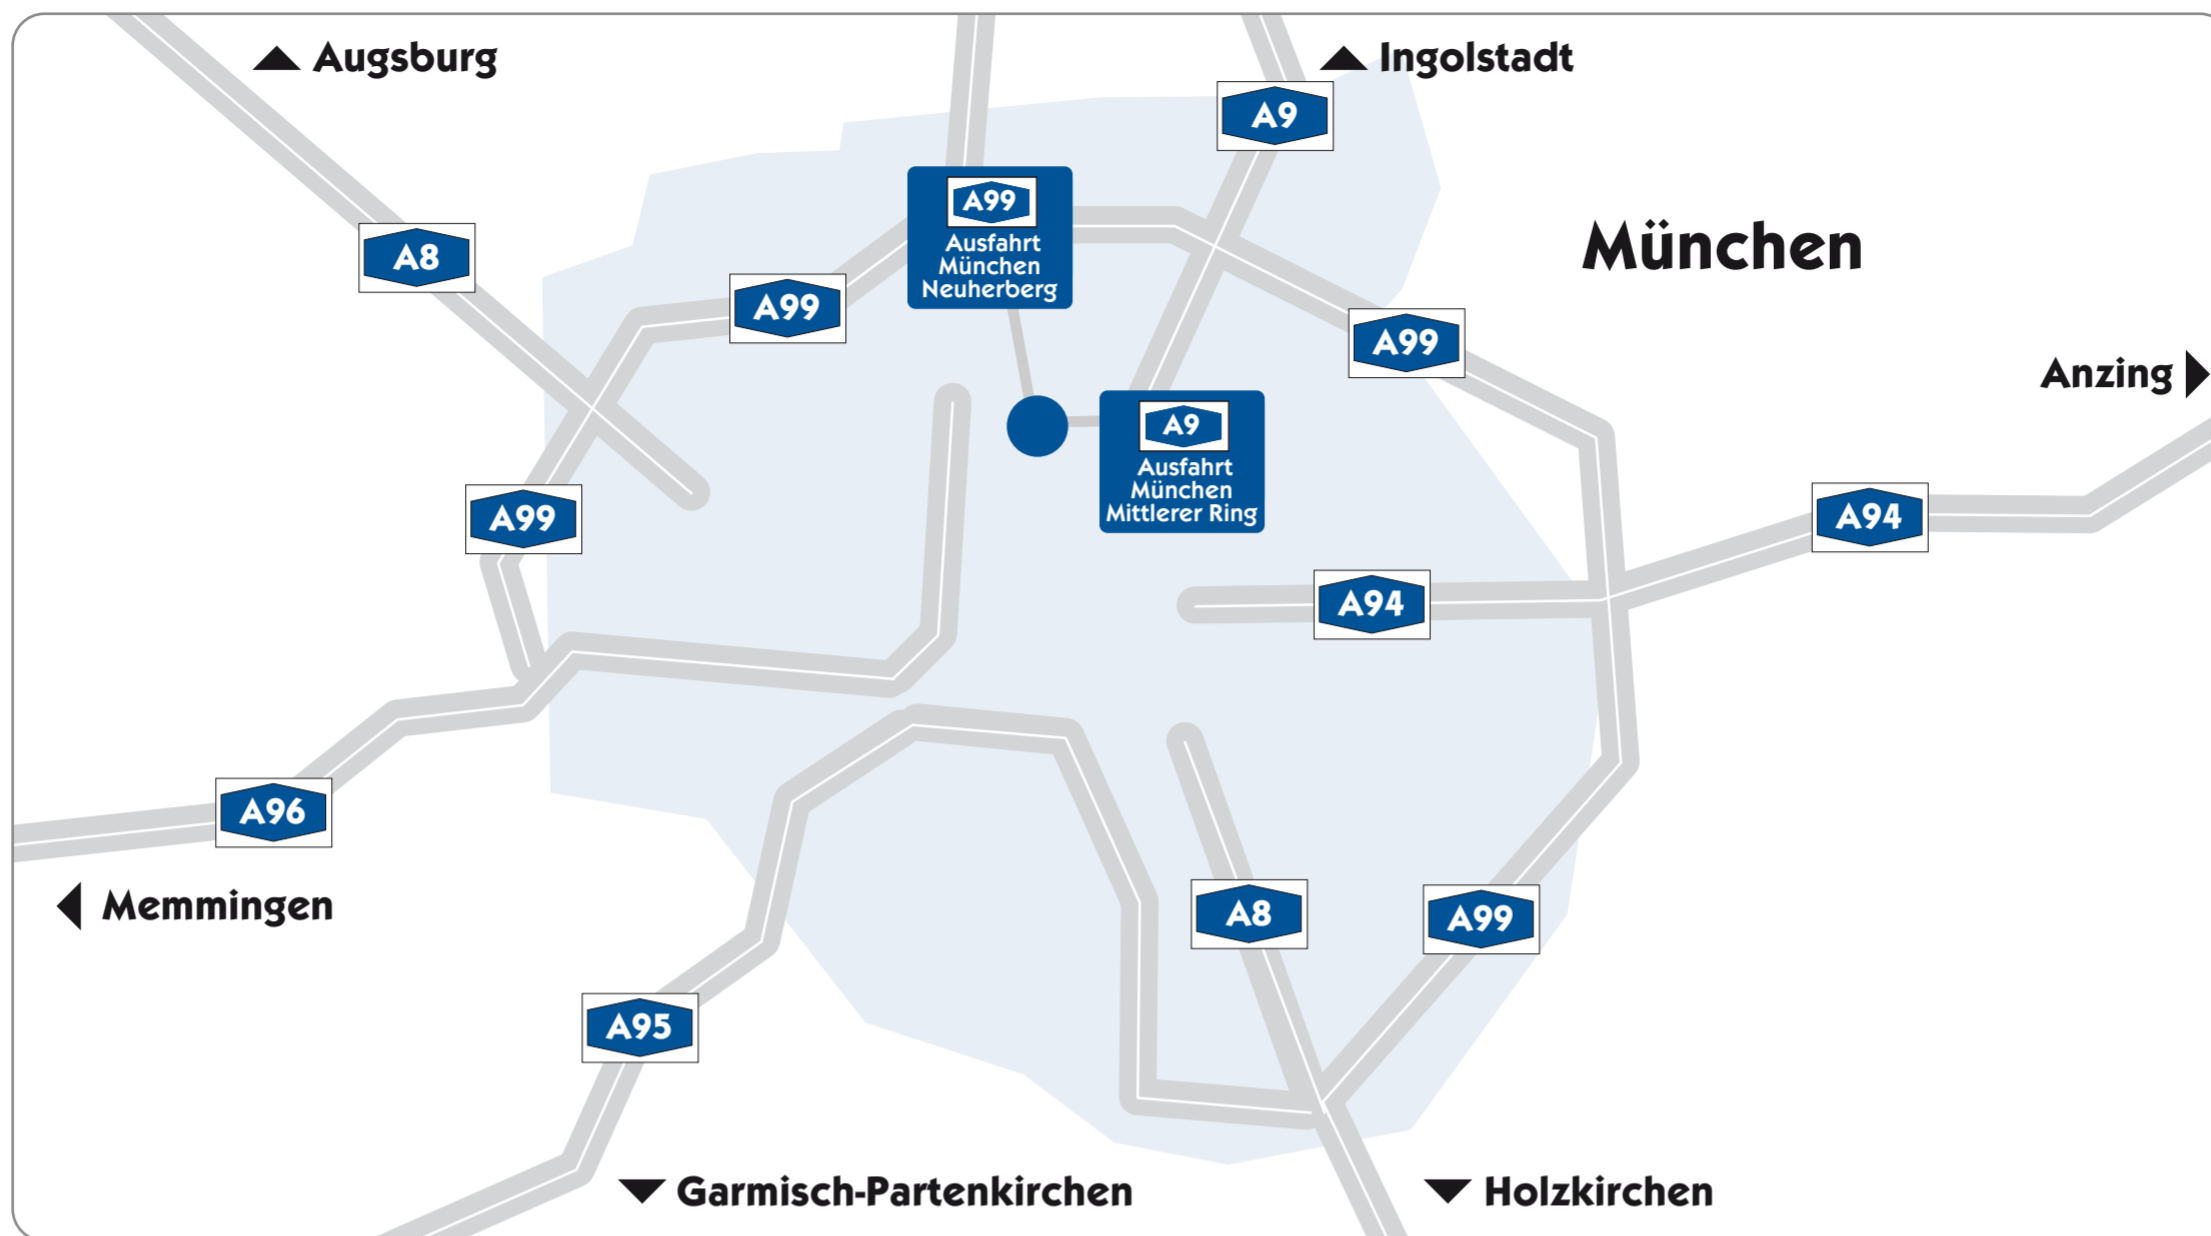 Augsburg
Ingolstadt
A9
A99
Ausfahrt
München
Neuherberg
A8
München
A99
A99
Anzing
A9
Ausfahrt
München
Mittlerer Ring
A99
A94
A94
A96
Memmingen
A8
A99
A95
Garmisch-Partenkirchen
Holzkirchen